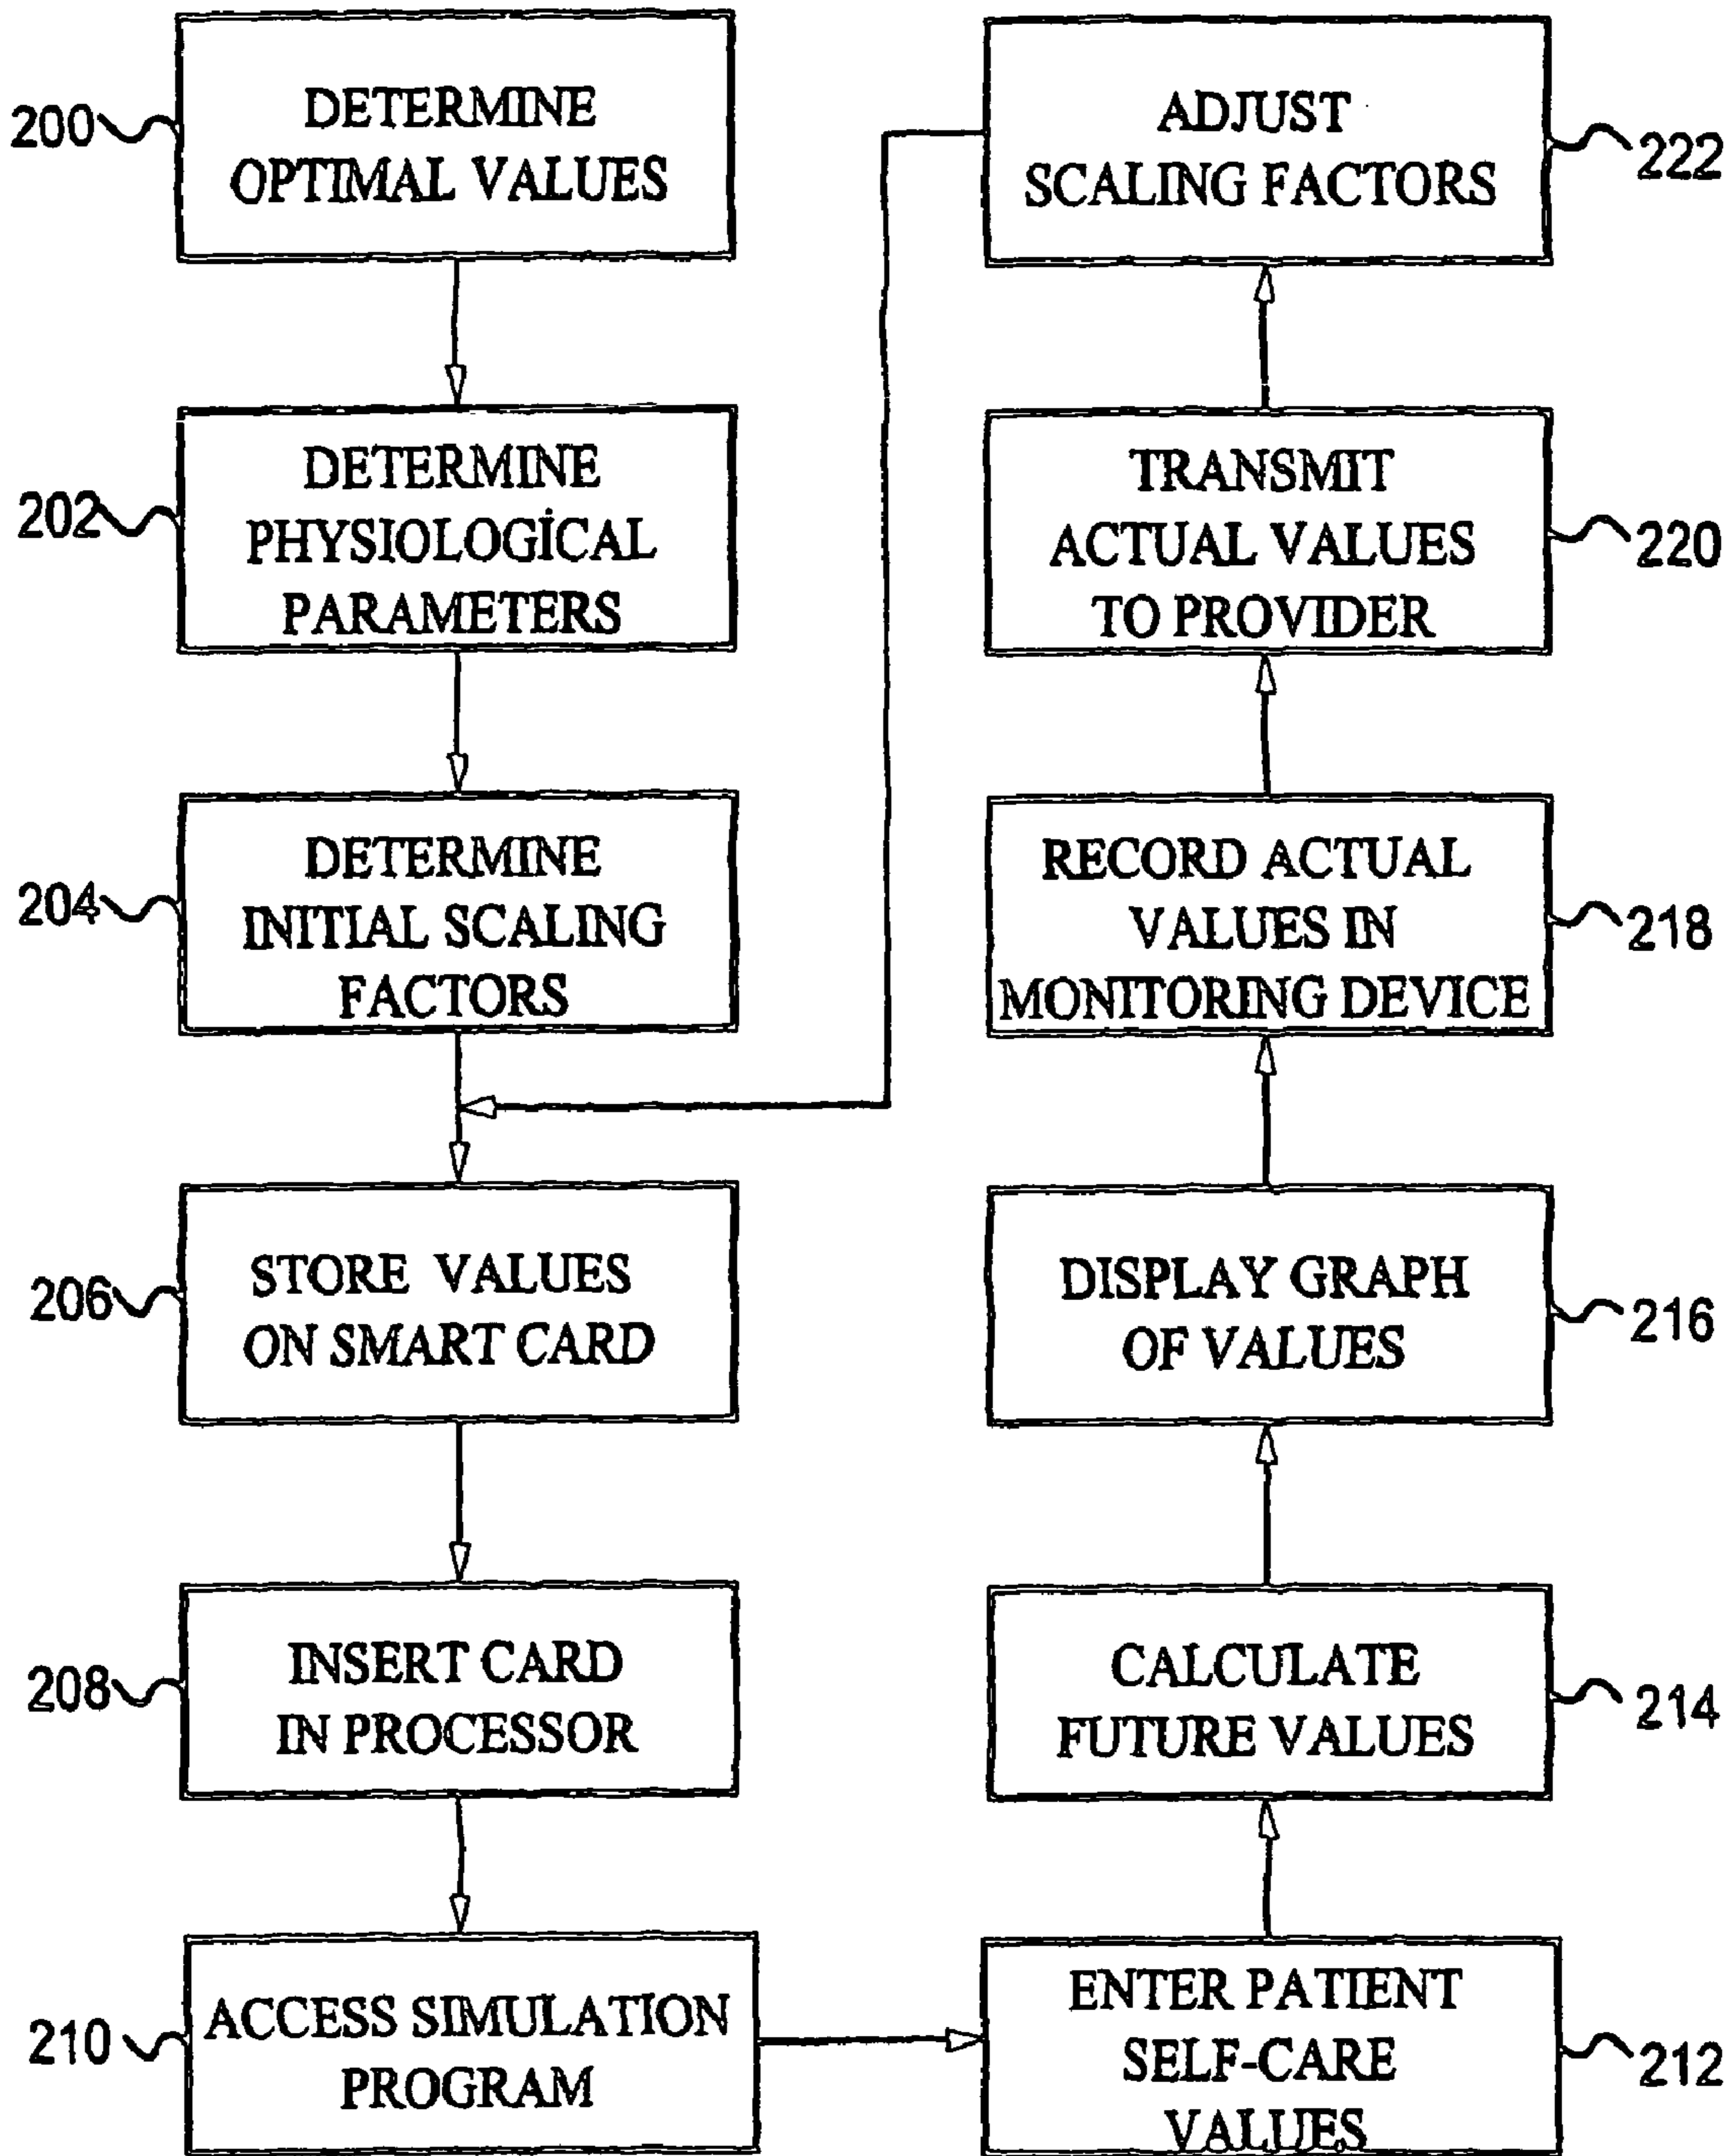 200
DETERMINE
OPTIMAL VALUES
202
DETERMINE
PHYSIOLOGICAL
PARAMETERS
204
DETERMINE
INITIAL SCALING
FACTORS
206
STORE VALUES
ON SMART CARD
208
INSERT CARD
IN PROCESSOR
210
ACCESS SIMULATION
PROGRAM
ENTER PATIENT
SELF-CARE
VALUES
212
CALCULATE
FUTURE VALUES
214
DISPLAY GRAPH
OF VALUES
216
RECORD ACTUAL
VALUES IN
MONITORING DEVICE
218
TRANSMIT
ACTUAL VALUES
TO PROVIDER
220
ADJUST
SCALING FACTORS
222